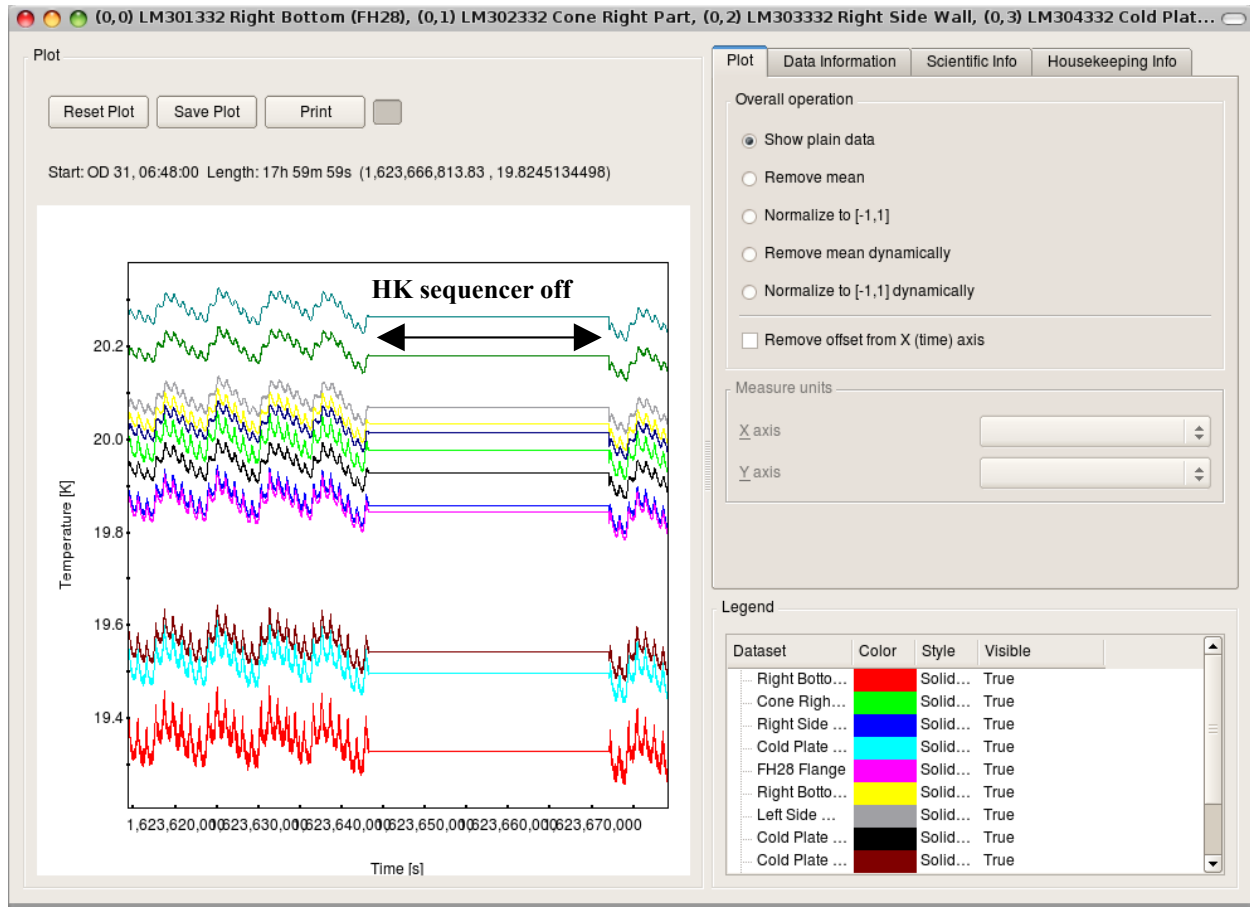 (0,0) LM301332 Right Bottom (FH28), (0,1) LM302332 Cone Right Part, (0,2) LM303332 Right Side Wall, (0,3) LM304332 Cold Plat...
Plot
Reset Plot Save Plot Print
Start: OD 31, 06:48:00 Length: 17h 59m 59s (1,623,666,813.83 , 19.8245134498)
HK sequencer off
20.2
20.0
19.8
19.6
19.4
Temperature [K]
1,623,620,000 1,623,630,000 1,623,640,000 1,623,650,000 1,623,660,000 1,623,670,000
Time [s]
Plot Data Information Scientific Info Housekeeping Info
Overall operation
Show plain data
Remove mean
Normalize to [-1,1]
Remove mean dynamically
Normalize to [-1,1] dynamically
Remove offset from X (time) axis
Measure units
X axis
Y axis
Legend
Dataset Color Style Visible
Right Botto... Solid... True
Cone Righ... Solid... True
Right Side ... Solid... True
Cold Plate ... Solid... True
FH28 Flange Solid... True
Right Botto... Solid... True
Left Side ... Solid... True
Cold Plate ... Solid... True
Cold Plate ... Solid... True